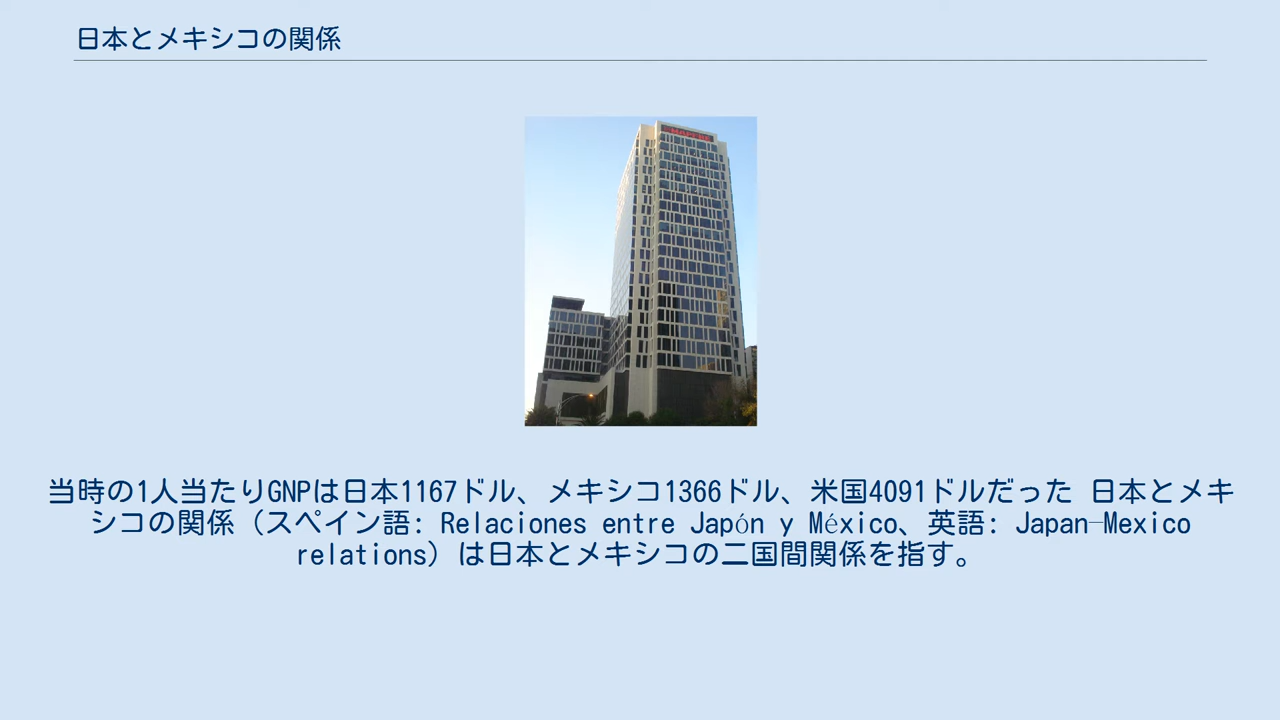 日本とメキシコの関係
MAPFRE
当時の1人当たりGNPは日本1167ドル、メキシコ1366ドル、米国4091ドルだった 日本とメキ
シコの関係（スペイン語: Relaciones entre Japón y México、英語: Japan–Mexico
relations）は日本とメキシコの二国間関係を指す。